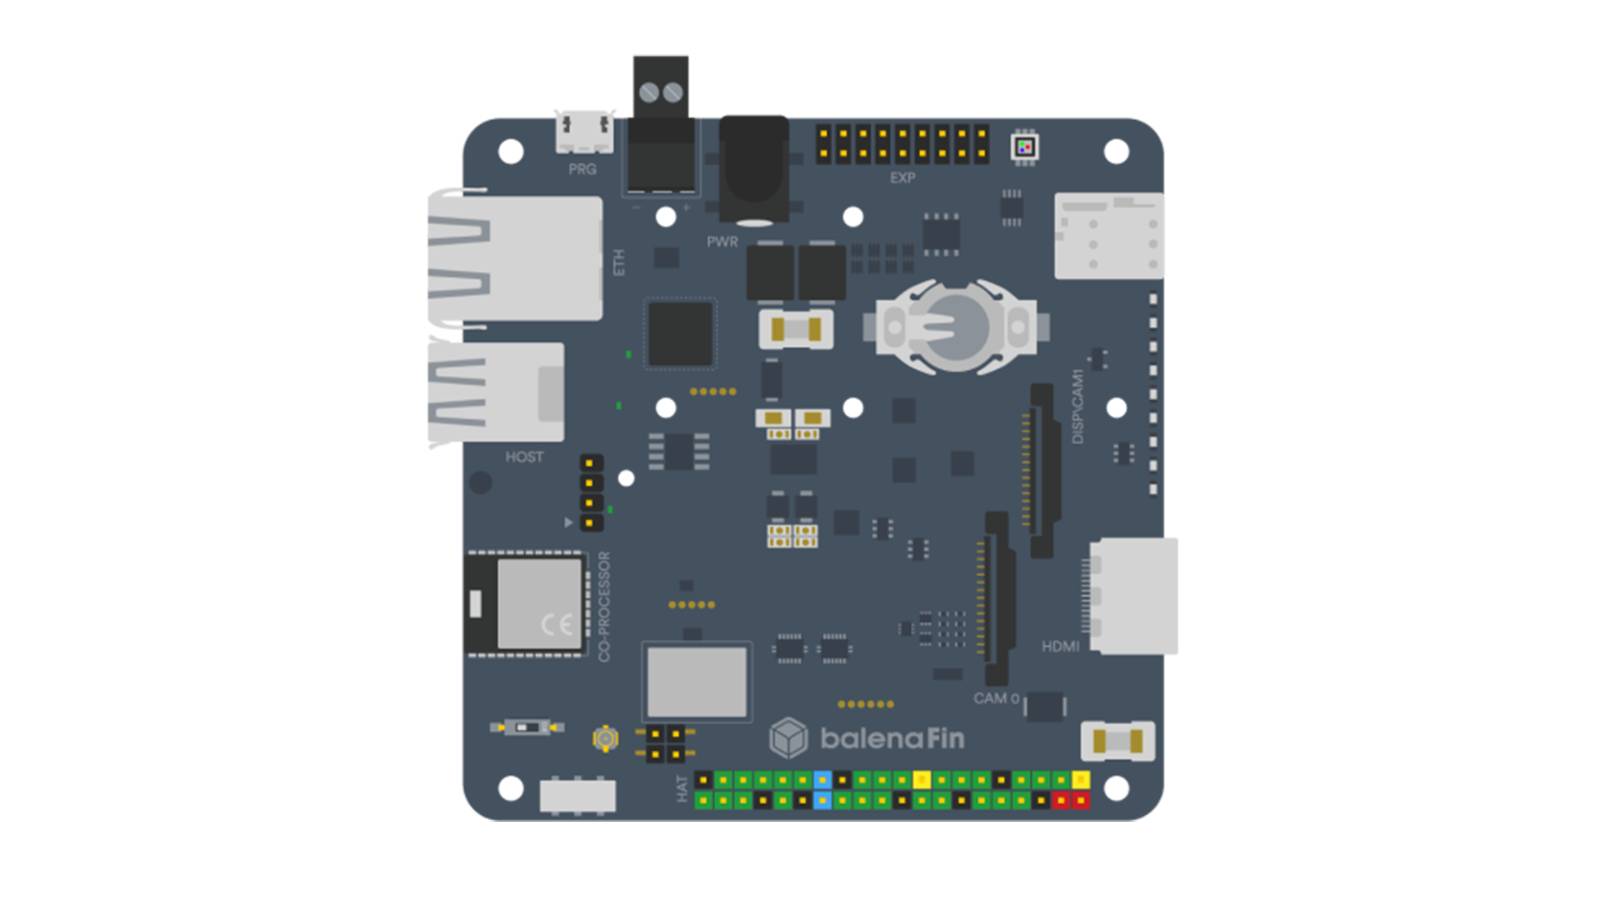 PRG
EXP
- +
PWR
ETH
DISP\CAM1
HOST
CO-PROCESSOR
CE
HDMI
CAM 0
balenaFin
HAT